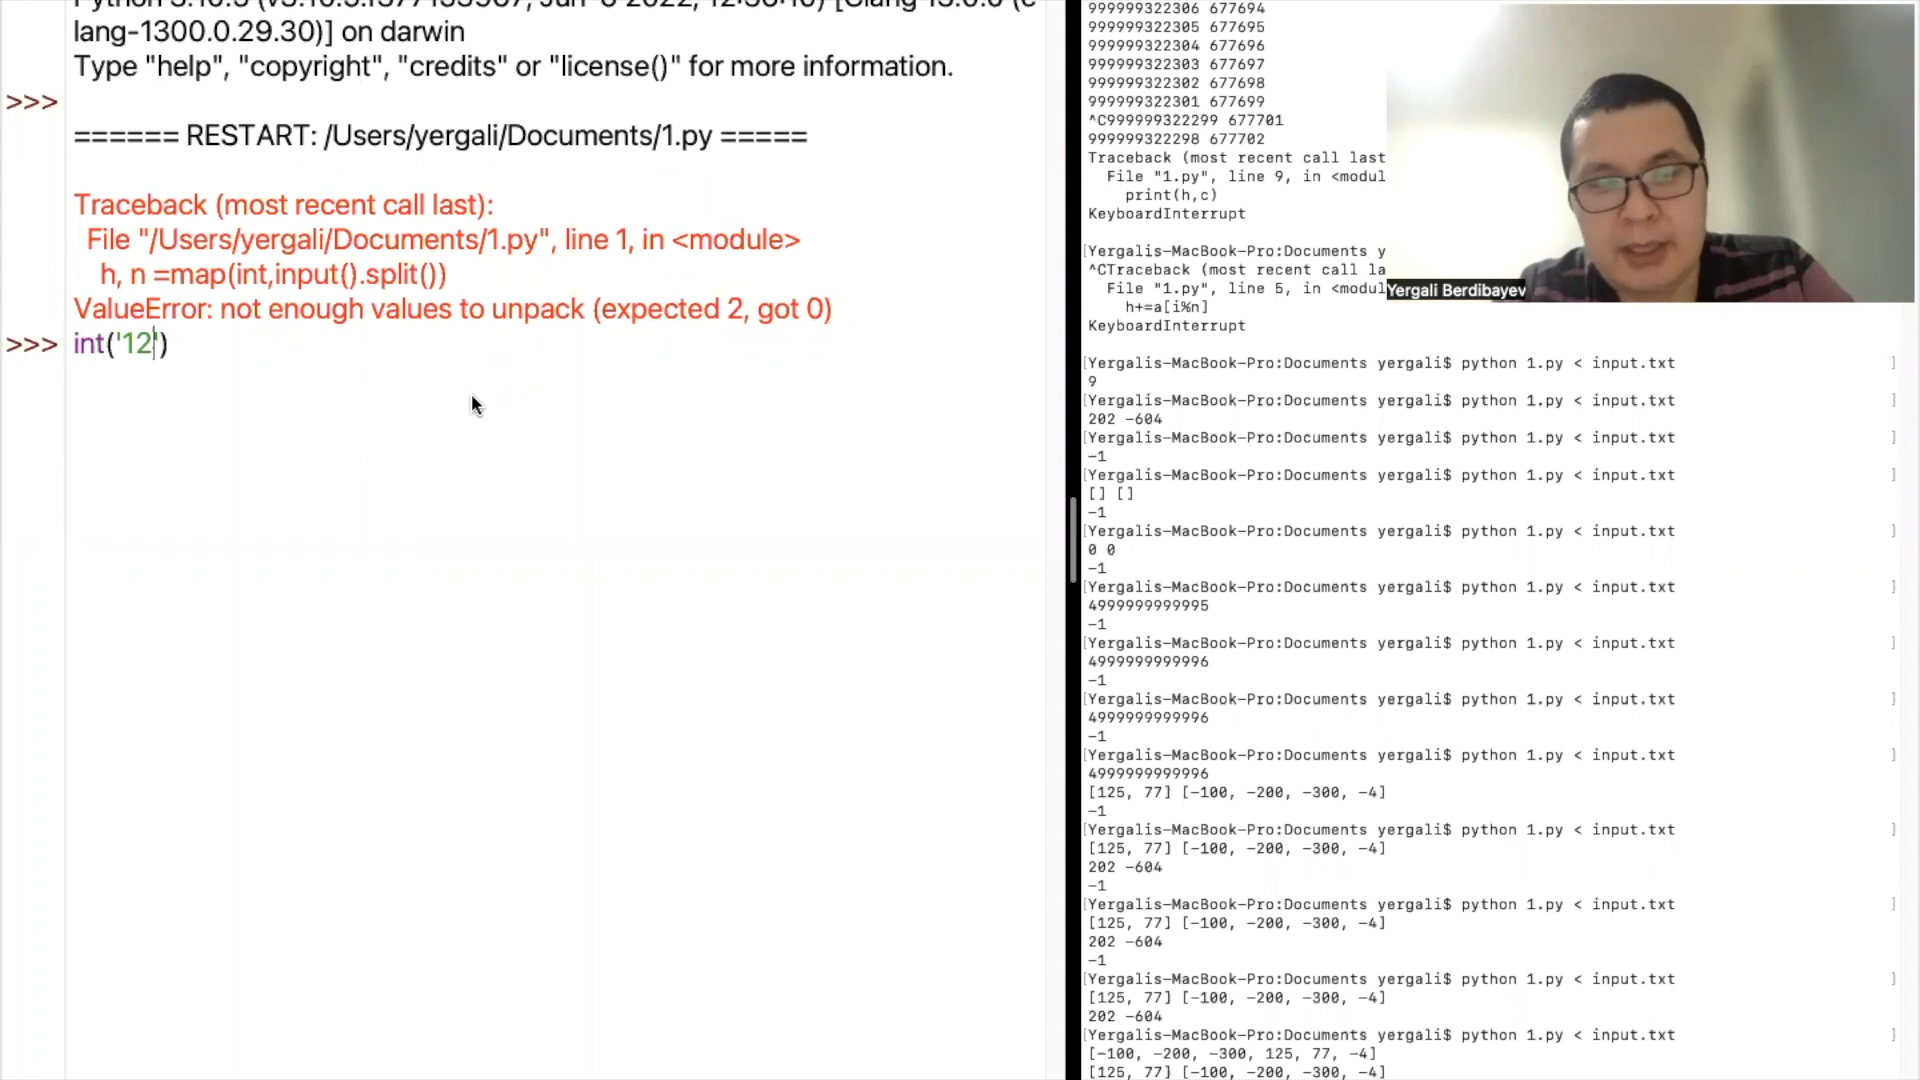 lang-1300.0.29.30)] on darwin
Type "help", "copyright", "credits" or "license()" for more information.
>>>
====== RESTART: /Users/yergali/Documents/1.py =====
Traceback (most recent call last):
File "/Users/yergali/Documents/1.py", line 1, in <module>
h, n =map(int,input().split())
ValueError: not enough values to unpack (expected 2, got 0)
>>> int('12')
999999322306 677694
999999322305 677695
999999322304 677696
999999322303 677697
999999322302 677698
999999322301 677699
^C999999322299 677701
999999322298 677702
Traceback (most recent call last
File "1.py", line 9, in <modul
print(h,c)
KeyboardInterrupt
[Yergalis-MacBook-Pro:Documents y
^CTraceback (most recent call la
File "1.py", line 5, in <modul
h+=a[i%n]
KeyboardInterrupt
Yergali Berdibayev
[Yergalis-MacBook-Pro:Documents yergali$ python 1.py < input.txt ]
9
[Yergalis-MacBook-Pro:Documents yergali$ python 1.py < input.txt ]
202 -604
[Yergalis-MacBook-Pro:Documents yergali$ python 1.py < input.txt ]
-1
[Yergalis-MacBook-Pro:Documents yergali$ python 1.py < input.txt ]
[] []
-1
[Yergalis-MacBook-Pro:Documents yergali$ python 1.py < input.txt ]
0 0
-1
[Yergalis-MacBook-Pro:Documents yergali$ python 1.py < input.txt ]
4999999999995
-1
[Yergalis-MacBook-Pro:Documents yergali$ python 1.py < input.txt ]
4999999999996
-1
[Yergalis-MacBook-Pro:Documents yergali$ python 1.py < input.txt ]
4999999999996
-1
[Yergalis-MacBook-Pro:Documents yergali$ python 1.py < input.txt ]
4999999999996
[125, 77] [-100, -200, -300, -4]
-1
[Yergalis-MacBook-Pro:Documents yergali$ python 1.py < input.txt ]
[125, 77] [-100, -200, -300, -4]
202 -604
-1
[Yergalis-MacBook-Pro:Documents yergali$ python 1.py < input.txt ]
[125, 77] [-100, -200, -300, -4]
202 -604
-1
[Yergalis-MacBook-Pro:Documents yergali$ python 1.py < input.txt ]
[125, 77] [-100, -200, -300, -4]
202 -604
[Yergalis-MacBook-Pro:Documents yergali$ python 1.py < input.txt ]
[-100, -200, -300, 125, 77, -4]
[125, 77] [-100, -200, -300, -4]